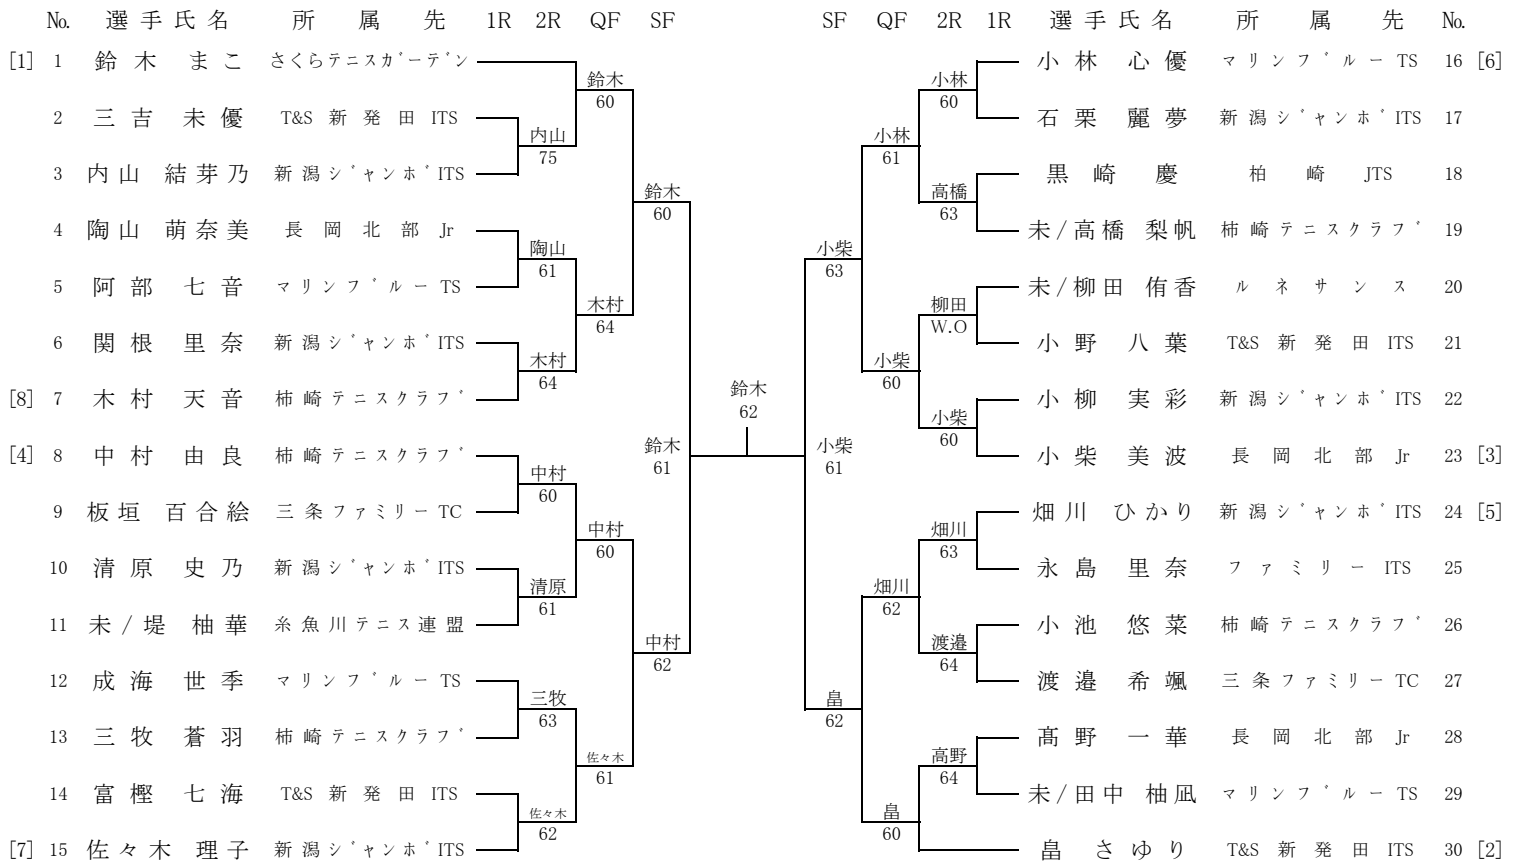 No. 選手氏名 所属先 1R 2R QF SF SF QF 2R 1R 選手氏名 所属先 No.
[1] 1 鈴木 まこ さくらテニスガーデン 小林 心優 マリンブルーTS 16 [6]
鈴木 小林
60 60
2 三吉 未優 T&S新発田ITS 石栗 麗夢 新潟ジャンボITS 17
内山 小林
75 61
3 内山 結芽乃 新潟ジャンボITS 黒崎 慶 柏崎JTS 18
鈴木 高橋
60 63
4 陶山 萌奈美 長岡北部Jr 未/高橋 梨帆 柿崎テニスクラブ 19
陶山 小柴
61 63
5 阿部 七音 マリンブルーTS 未/柳田 侑香 ルネサンス 20
木村 柳田
64 W.O
6 関根 里奈 新潟ジャンボITS 小野 八葉 T&S新発田ITS 21
木村 小柴
64 60
[8] 7 木村 天音 柿崎テニスクラブ 鈴木 小柳 実彩 新潟ジャンボITS 22
62
小柴
60
鈴木 小柴
61 61
[4] 8 中村 由良 柿崎テニスクラブ 小柴 美波 長岡北部Jr 23 [3]
中村
60
9 板垣 百合絵 三条ファミリーTC 畑川 ひかり 新潟ジャンボITS 24 [5]
中村 畑川
60 63
10 清原 史乃 新潟ジャンボITS 永島 里奈 ファミリーITS 25
清原 畑川
61 62
11 未/堤 柚華 糸魚川テニス連盟 小池 悠菜 柿崎テニスクラブ 26
中村 渡邉
62 64
12 成海 世季 マリンブルーTS 渡邉 希颯 三条ファミリーTC 27
三牧 畠
63 62
13 三牧 蒼羽 柿崎テニスクラブ 髙野 一華 長岡北部Jr 28
佐々木 高野
61 64
14 富樫 七海 T&S新発田ITS 未/田中 柚凪 マリンブルーTS 29
佐々木 畠
62 60
[7] 15 佐々木 理子 新潟ジャンボITS 畠 さゆり T&S新発田ITS 30 [2]